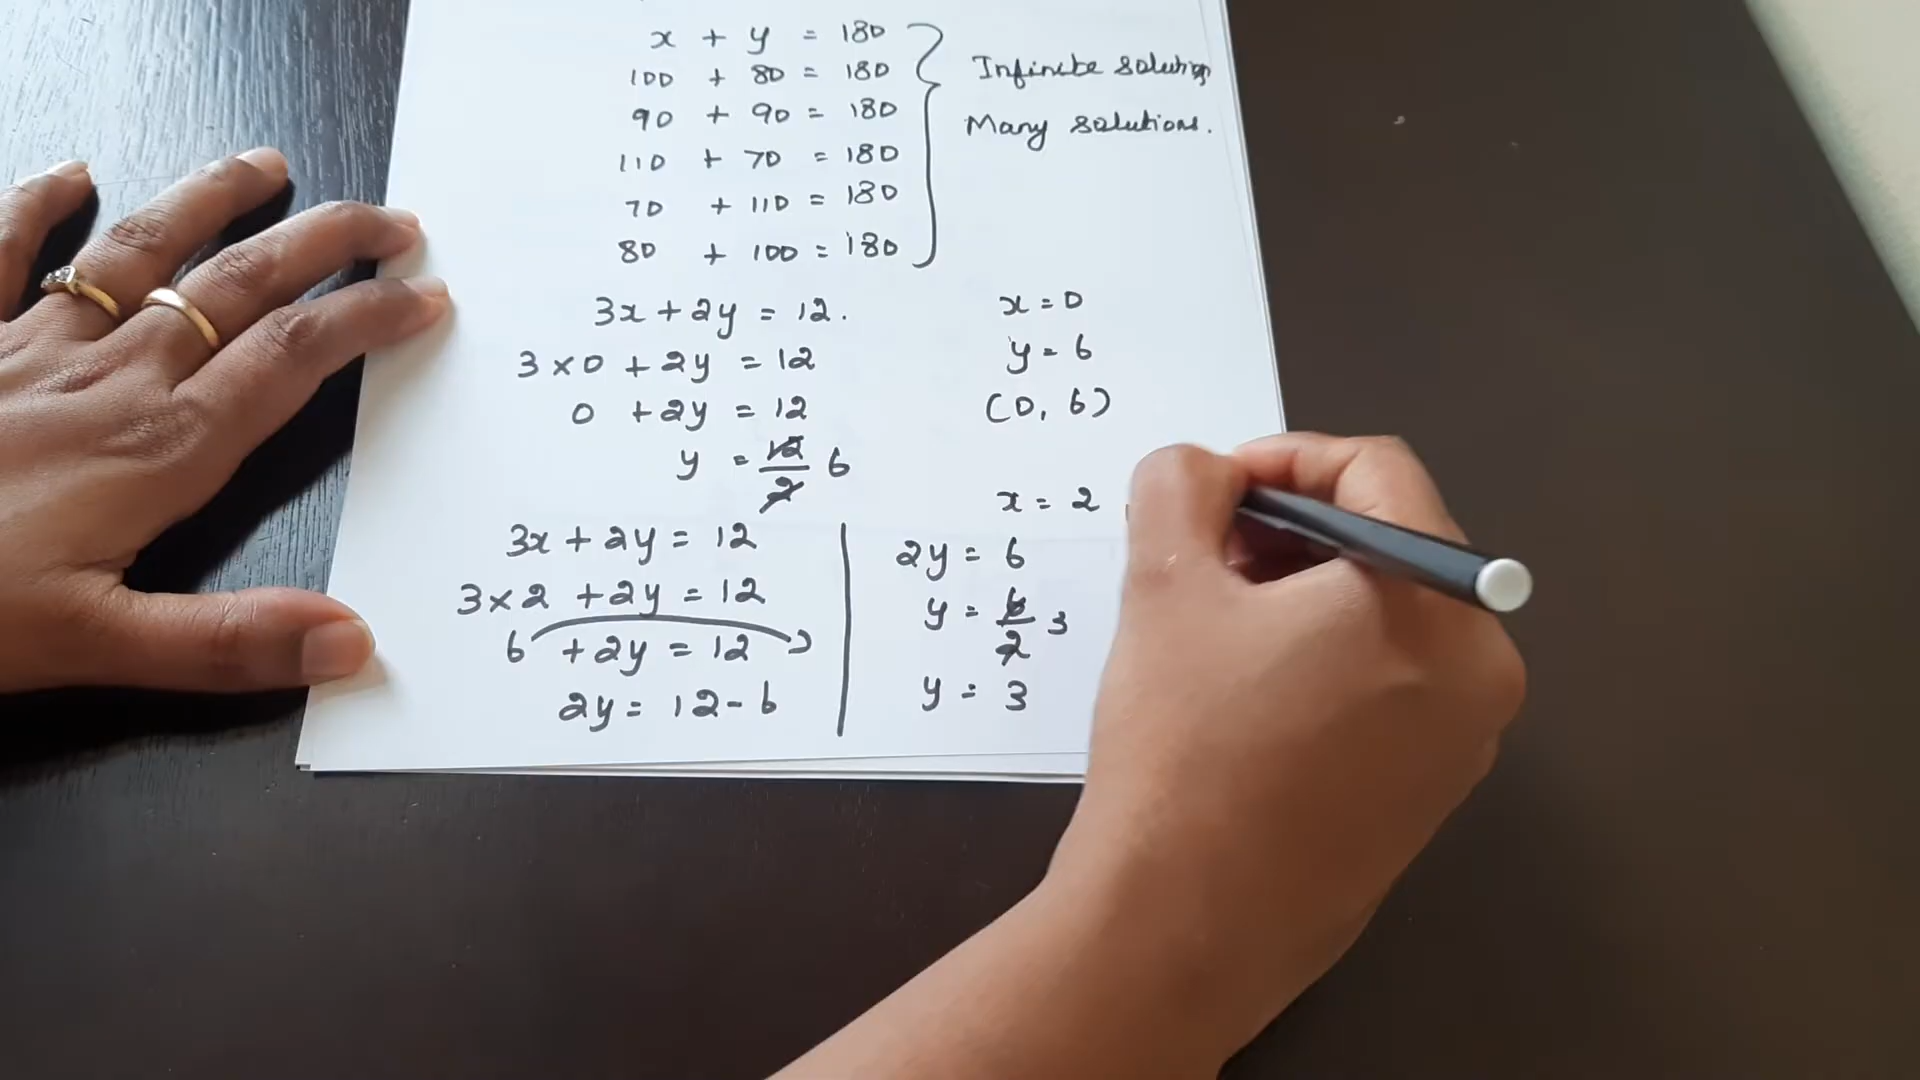 x + y = 180
100 + 80 = 180
90 + 90 = 180
110 + 70 = 180
70 + 110 = 180
80 + 100 = 180
Infinite solution
Many solutions.
3x + 2y = 12.
3 × 0 + 2y = 12
0 + 2y = 12
y = 12/2 6
x = 0
y = 6
(0, 6)
3x + 2y = 12
3 × 2 + 2y = 12
6 + 2y = 12
2y = 12 - 6
x = 2
2y = 6
y = 6/2 3
y = 3